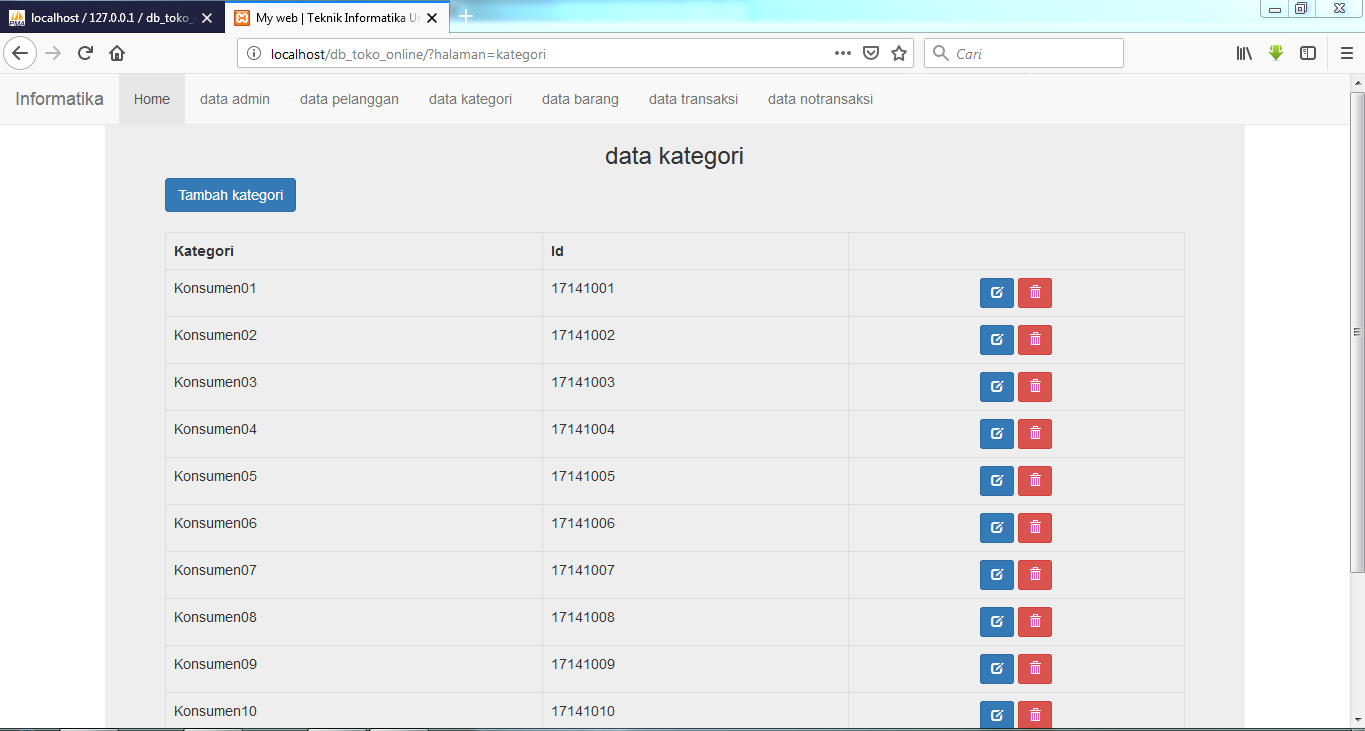 localhost / 127.0.0.1 / db_toko_
My web | Teknik Informatika Un
localhost/db_toko_online/?halaman=kategori
Cari
Informatika Home data admin data pelanggan data kategori data barang data transaksi data notransaksi
data kategori
Tambah kategori
Kategori Id
Konsumen01 17141001
Konsumen02 17141002
Konsumen03 17141003
Konsumen04 17141004
Konsumen05 17141005
Konsumen06 17141006
Konsumen07 17141007
Konsumen08 17141008
Konsumen09 17141009
Konsumen10 17141010